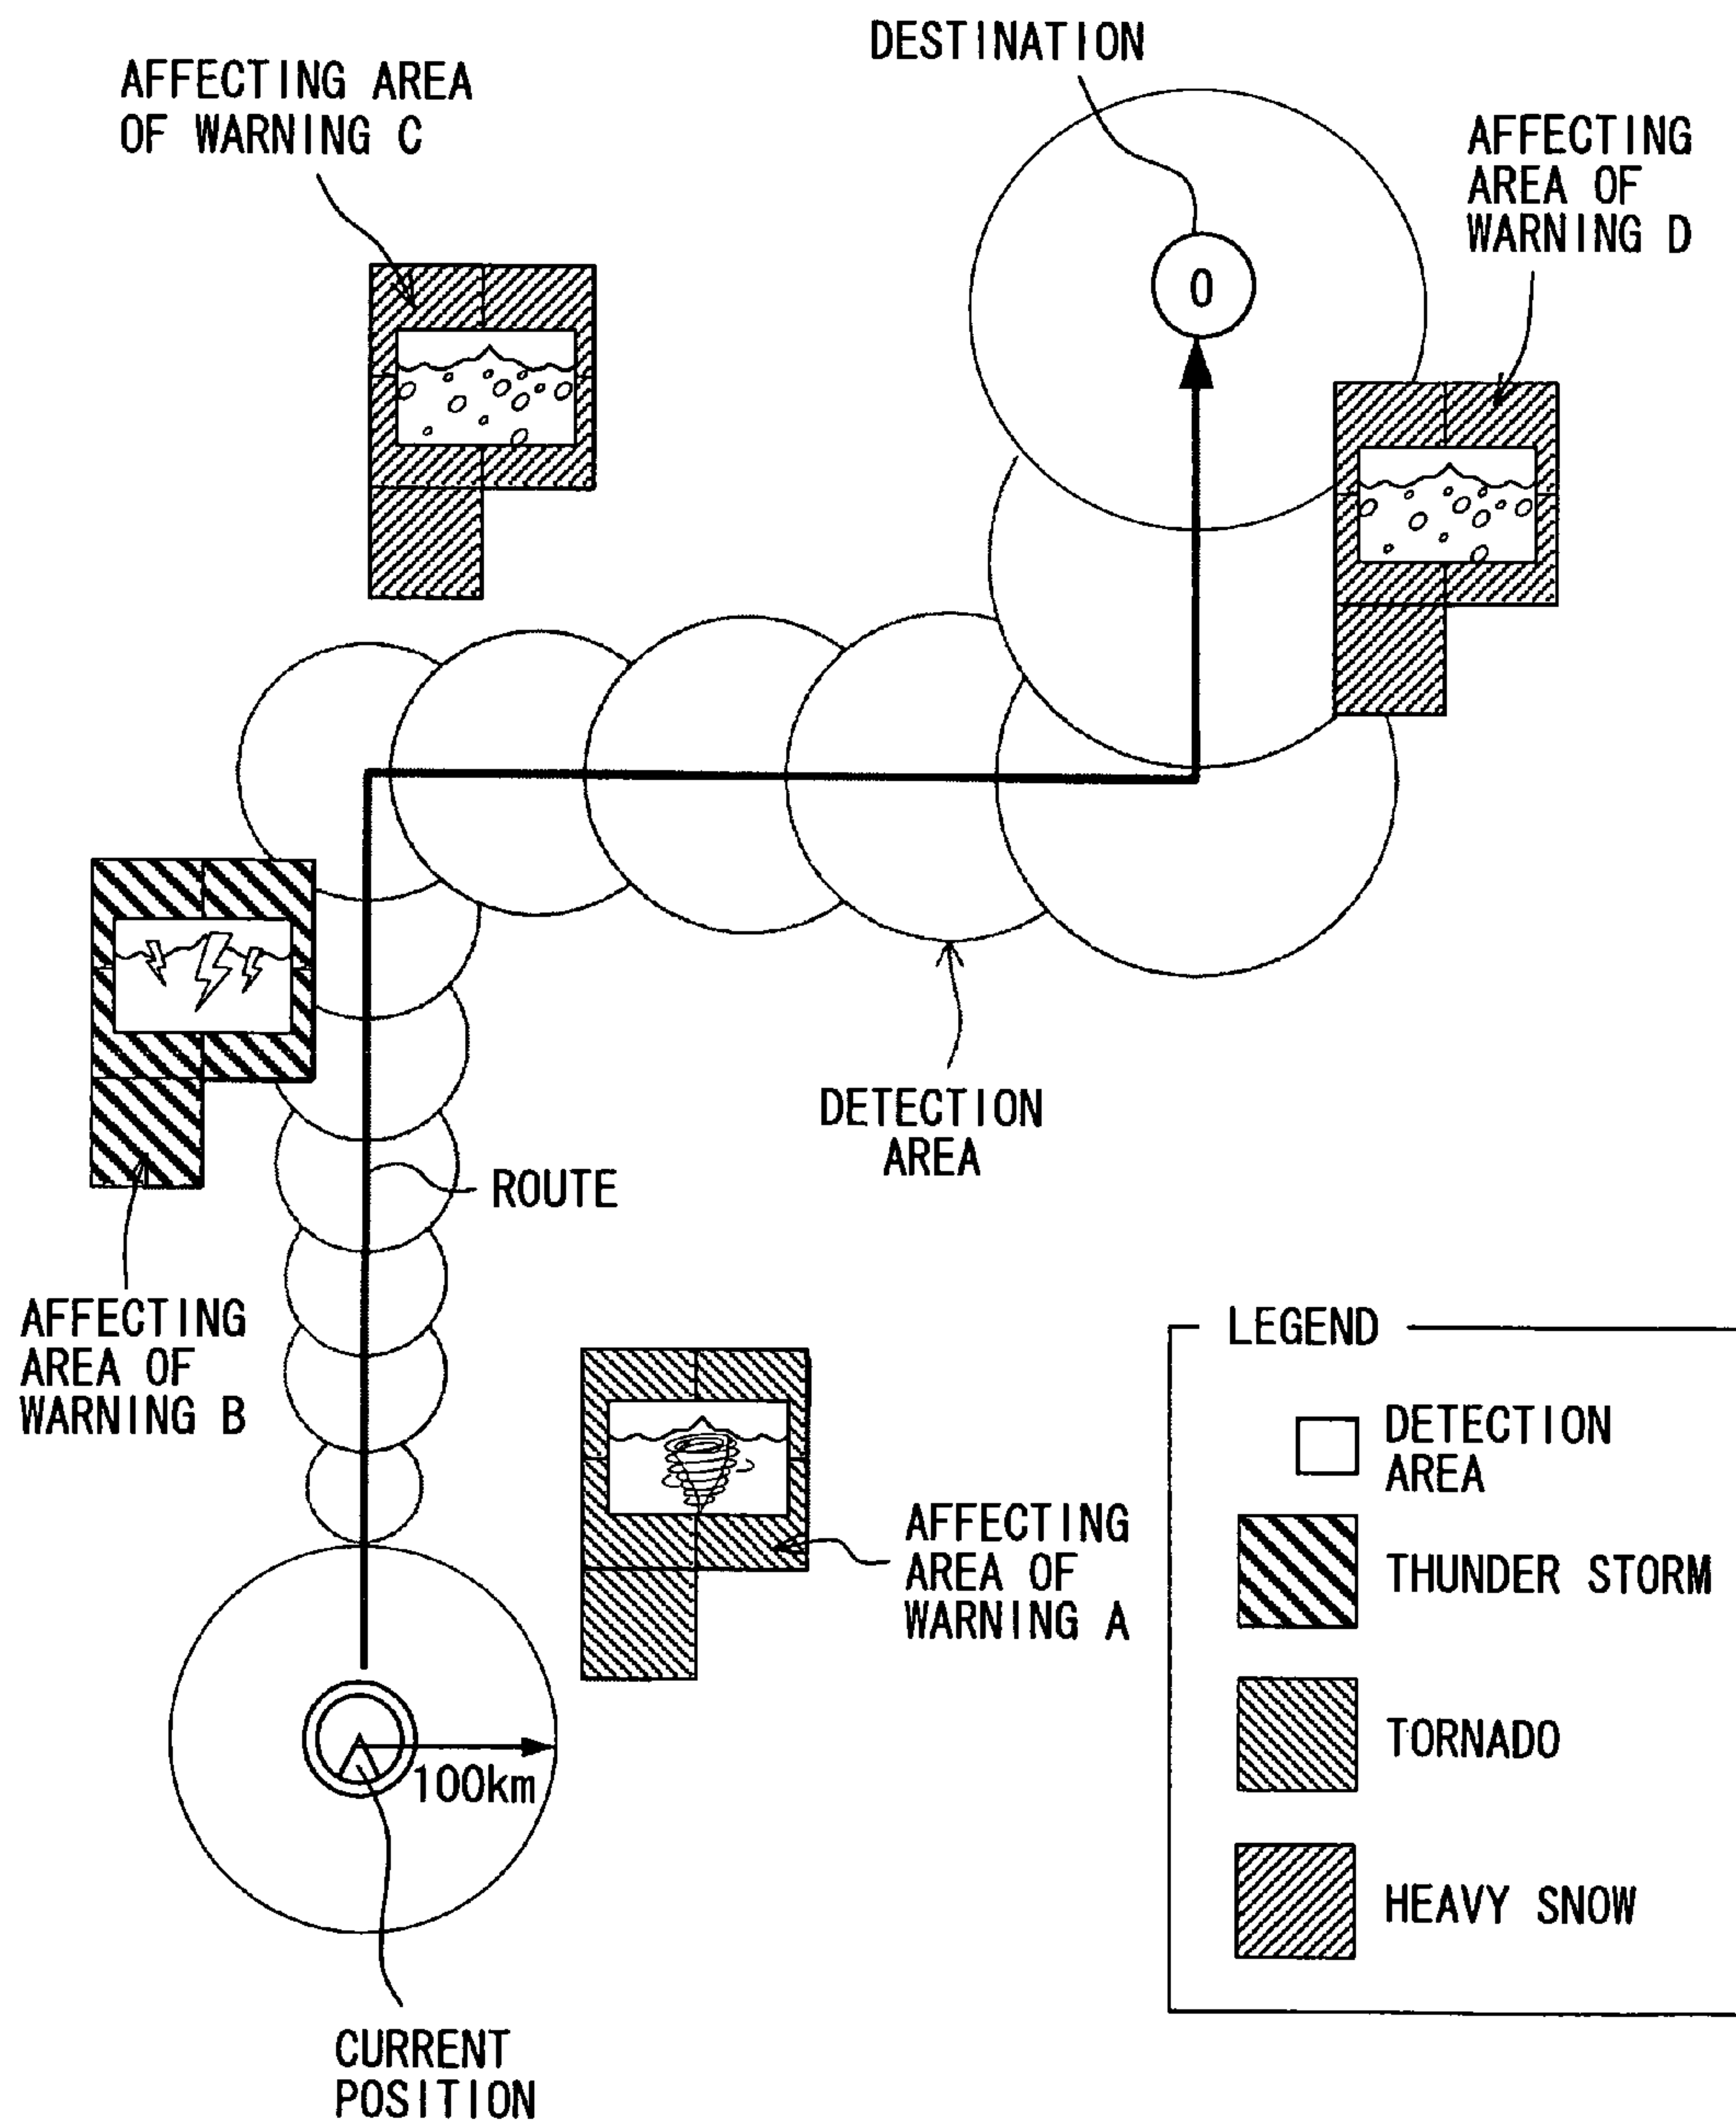 DESTINATION
AFFECTING AREA
OF WARNING C
AFFECTING
AREA OF
WARNING D
0
DETECTION
AREA
ROUTE
AFFECTING
AREA OF
WARNING B
AFFECTING
AREA OF
WARNING A
100km
CURRENT
POSITION
LEGEND
DETECTION
AREA
THUNDER STORM
TORNADO
HEAVY SNOW